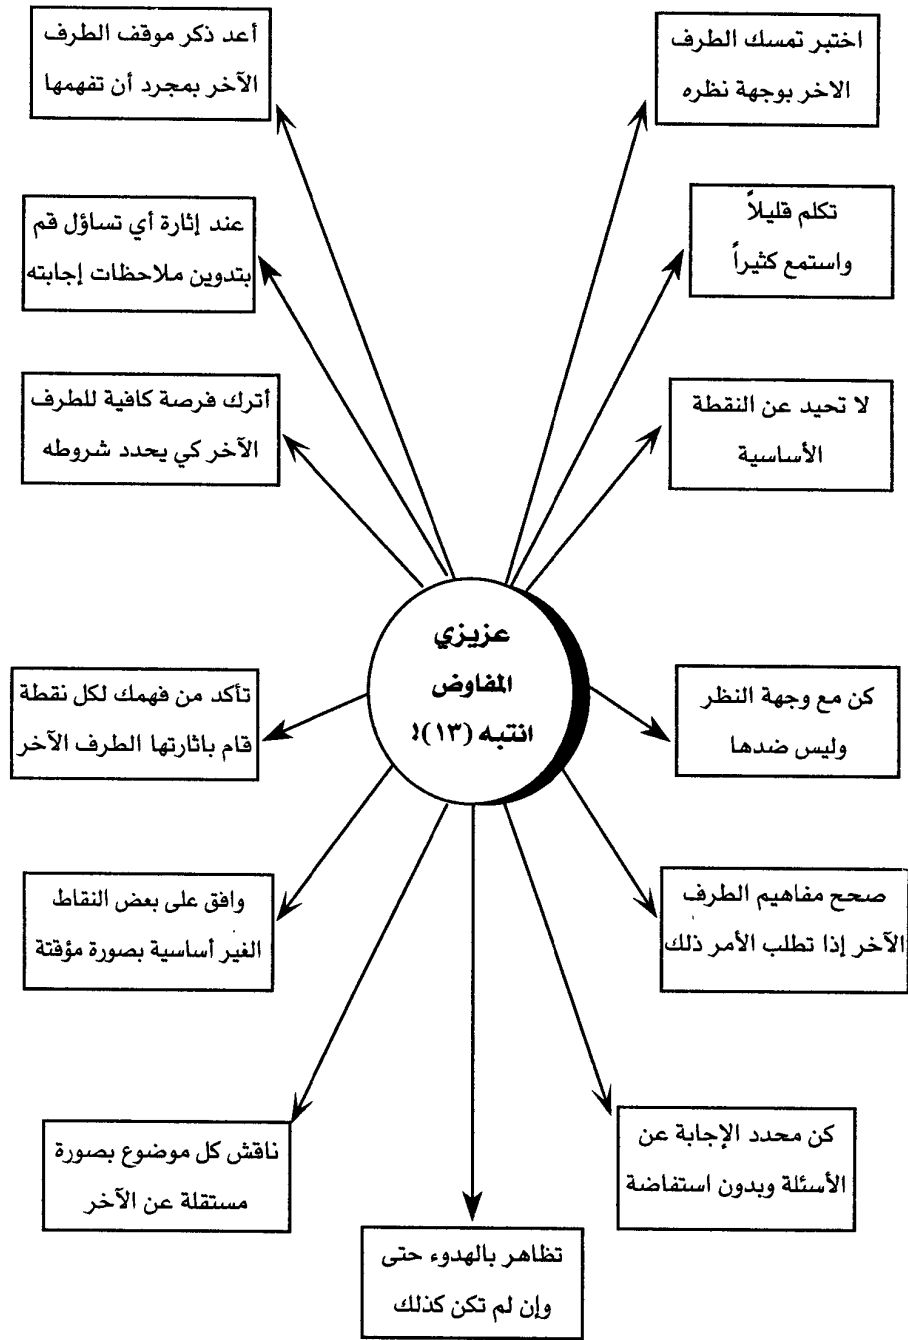 عزيزي
المفاوض
انتبه (١٣)!
اختبر تمسك الطرف
الاخر بوجهة نظره
تكلم قليلاً
واستمع كثيراً
لا تحيد عن النقطة
الأساسية
كن مع وجهة النظر
وليس ضدها
صحح مفاهيم الطرف
الآخر إذا تطلب الأمر ذلك
كن محدد الإجابة عن
الأسئلة وبدون استفاضة
تظاهر بالهدوء حتى
وإن لم تكن كذلك
ناقش كل موضوع بصورة
مستقلة عن الآخر
وافق على بعض النقاط
الغير أساسية بصورة مؤقتة
تأكد من فهمك لكل نقطة
قام باثارتها الطرف الآخر
أترك فرصة كافية للطرف
الآخر كي يحدد شروطه
عند إثارة أي تساؤل قم
بتدوين ملاحظات إجابته
أعد ذكر موقف الطرف
الآخر بمجرد أن تفهمها